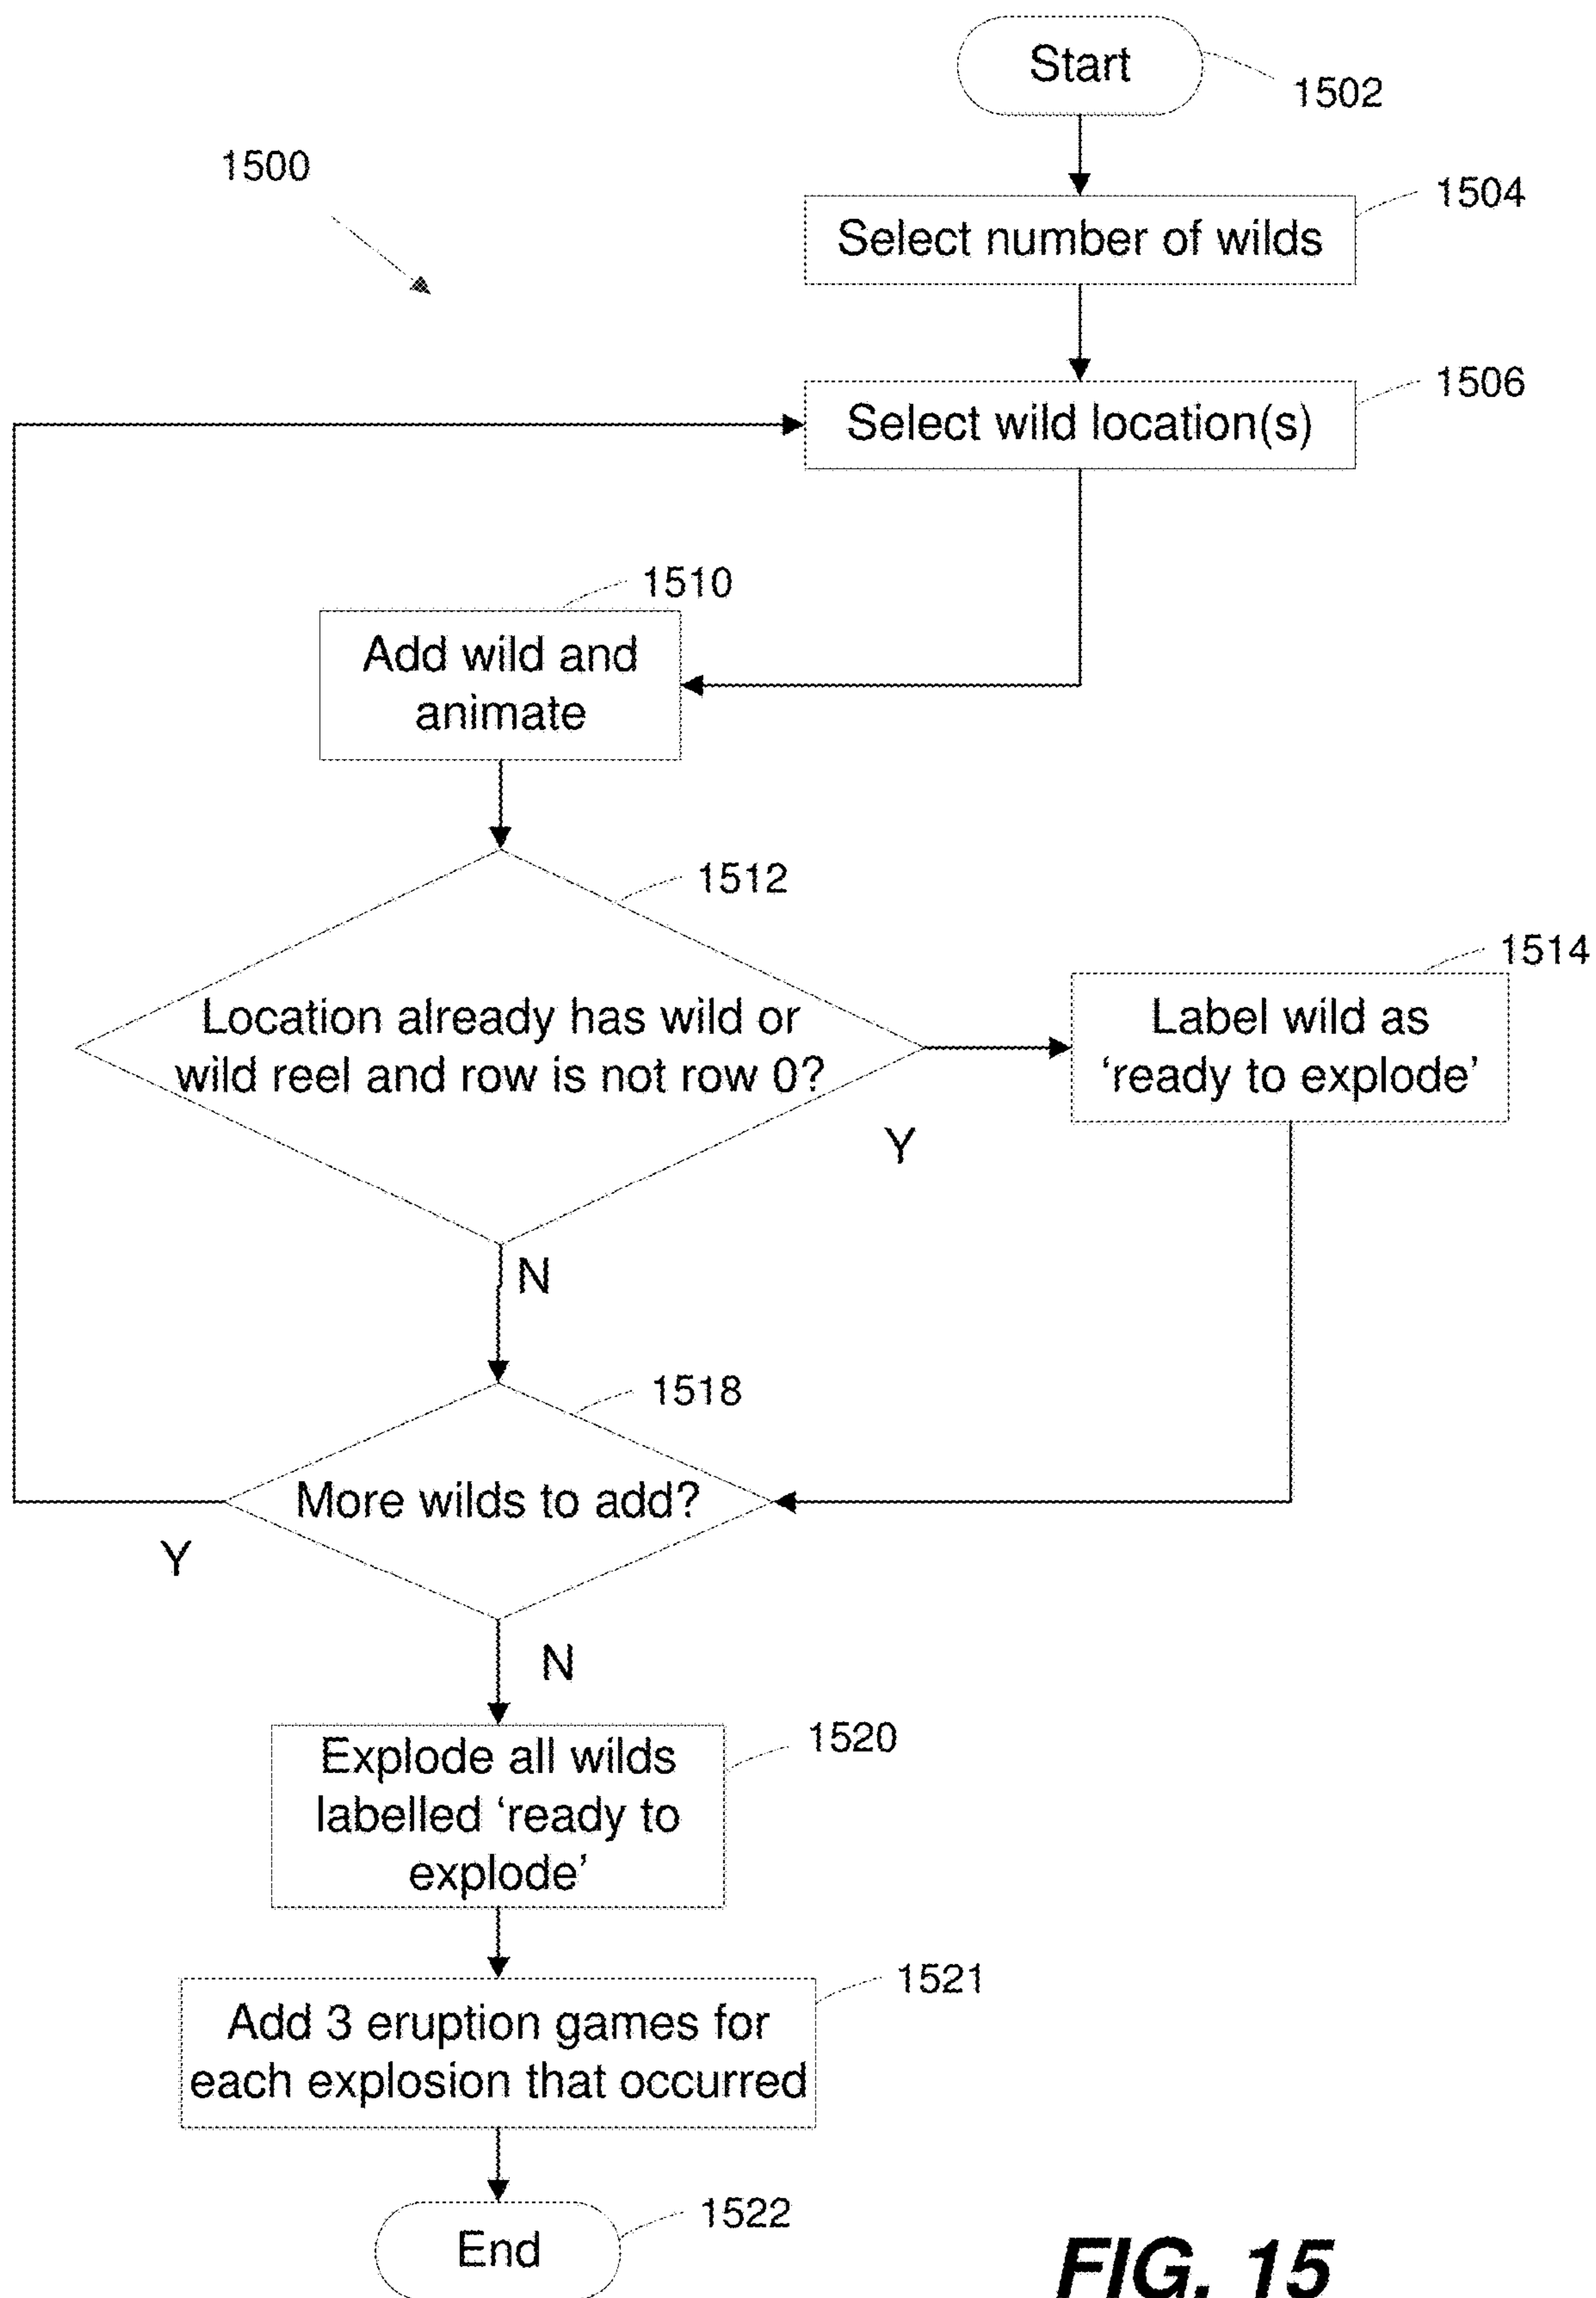 Start
1502
1500
1504
Select number of wilds
1506
Select wild location(s)
1510
Add wild and
animate
1512
Location already has wild or
wild reel and row is not row 0?
1514
Label wild as
‘ready to explode’
Y
N
1518
More wilds to add?
Y
N
1520
Explode all wilds
labelled ‘ready to
explode’
1521
Add 3 eruption games for
each explosion that occurred
1522
End
FIG. 15